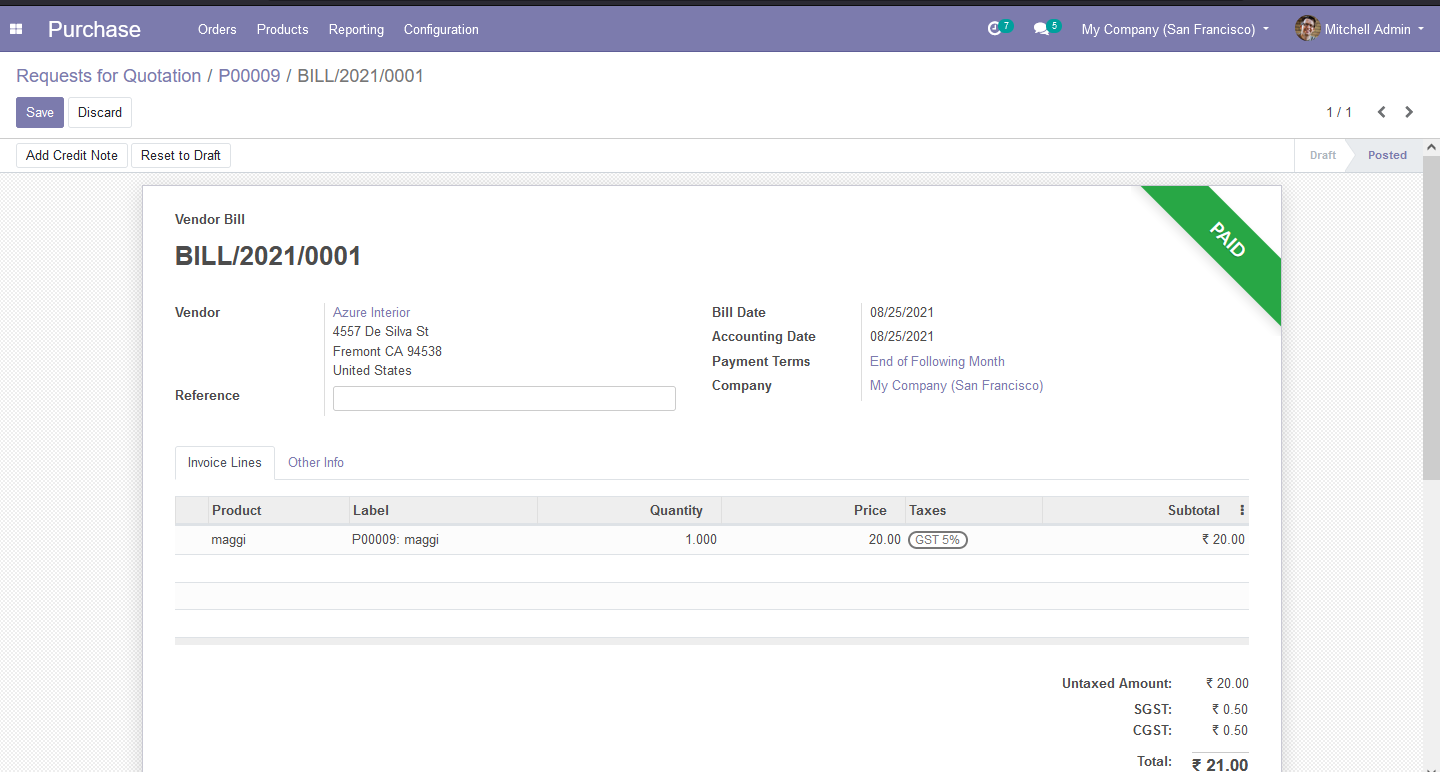 Purchase Orders Products Reporting Configuration 7 5 My Company (San Francisco) Mitchell Admin
Requests for Quotation / P00009 / BILL/2021/0001
Save Discard 1 / 1
Add Credit Note Reset to Draft Draft Posted
PAID
Vendor Bill
BILL/2021/0001
Vendor Azure Interior Bill Date 08/25/2021
4557 De Silva St Accounting Date 08/25/2021
Fremont CA 94538 Payment Terms End of Following Month
United States
Reference Company My Company (San Francisco)
Invoice Lines Other Info
Product Label Quantity Price Taxes Subtotal
maggi P00009: maggi 1.000 20.00 GST 5% ₹ 20.00
Untaxed Amount: ₹ 20.00
SGST: ₹ 0.50
CGST: ₹ 0.50
Total: ₹ 21.00